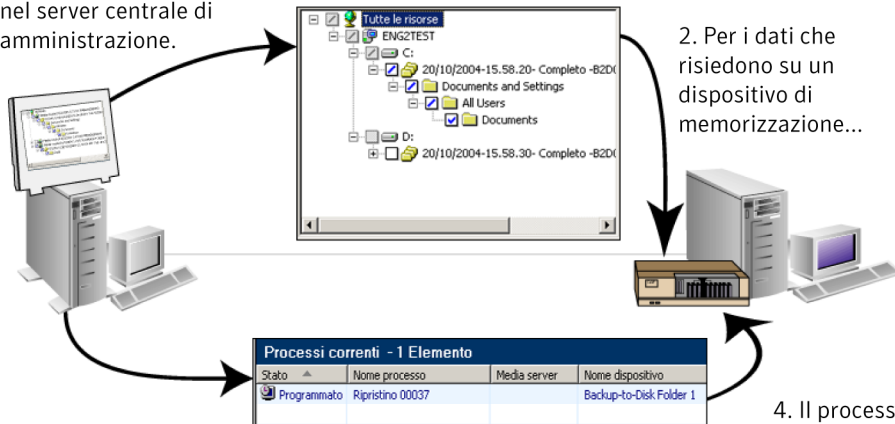 nel server centrale di
amministrazione.
Tutte le risorse
ENG2TEST
C:
20/10/2004-15.58.20- Completo -B2D
Documents and Settings
All Users
Documents
D:
20/10/2004-15.58.30- Completo -B2D
2. Per i dati che
risiedono su un
dispositivo di
memorizzazione...
Processi correnti - 1 Elemento
Stato Nome processo Media server Nome dispositivo
Programmato Ripristino 00037 Backup-to-Disk Folder 1
4. Il process